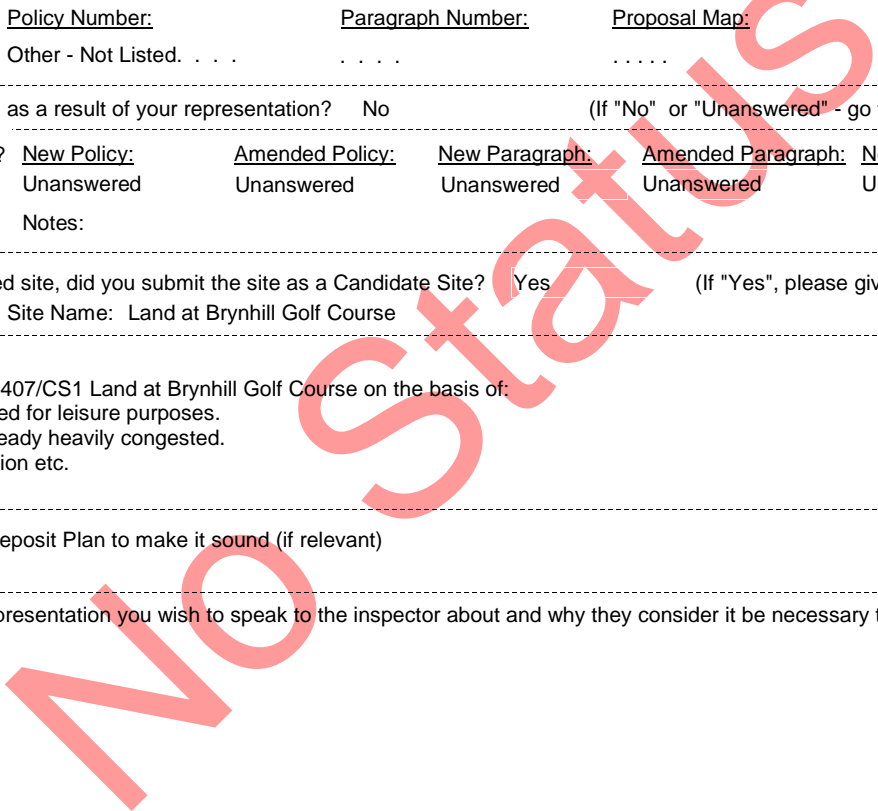 Policy Number: Paragraph Number: Proposal Map:
Other - Not Listed. . . . . . . . . . . . .
as a result of your representation? No (If "No" or "Unanswered" - go
? New Policy: Amended Policy: New Paragraph: Amended Paragraph:
Unanswered Unanswered Unanswered Unanswered U
Notes:
ed site, did you submit the site as a Candidate Site? Yes (If "Yes", please giv
Site Name: Land at Brynhill Golf Course
407/CS1 Land at Brynhill Golf Course on the basis of:
ed for leisure purposes.
eady heavily congested.
ion etc.
eposit Plan to make it sound (if relevant)
presentation you wish to speak to the inspector about and why they consider it be necessary t
No Status